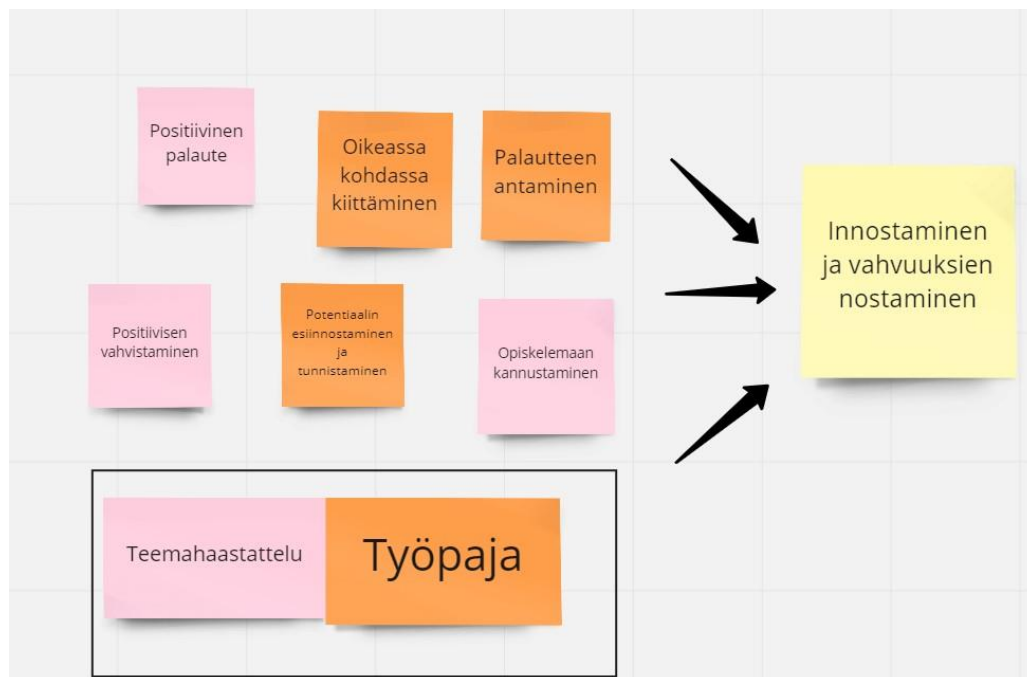 Positiivinen
palaute
Oikeassa
kohdassa
kiittäminen
Palautteen
antaminen
Innostaminen
ja vahvuuksien
nostaminen
Positiivisen
vahvistaminen
Potentiaalin
esiinnostaminen
ja
tunnistaminen
Opiskelemaan
kannustaminen
Teemahaastattelu
Työpaja